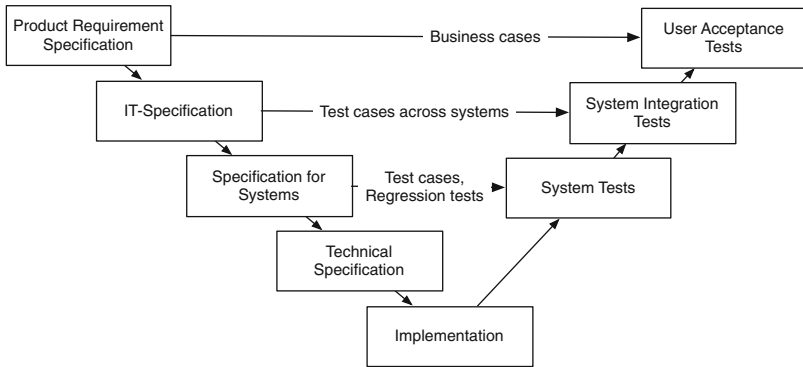 Product Requirement
Specification
Business cases
User Acceptance
Tests
IT-Specification
Test cases across systems
System Integration
Tests
Specification for
Systems
Test cases,
Regression tests
System Tests
Technical
Specification
Implementation